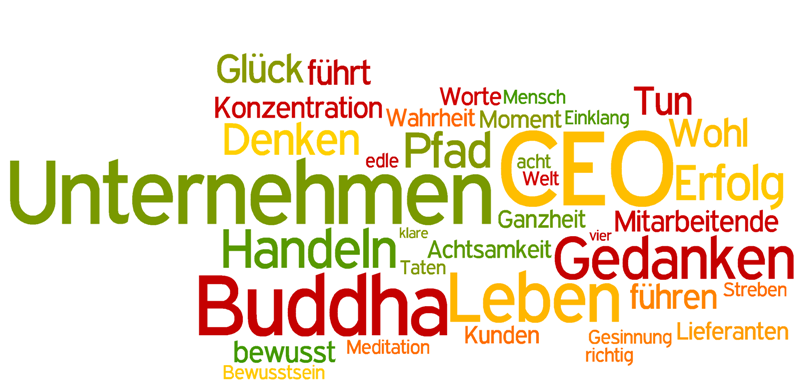 Glück führt
Konzentration Wahrheit Worte Mensch
Moment Einklang Tun
Denken edle Pfad CEO Wohl
acht Welt
Unternehmen Erfolg
Ganzheit Mitarbeitende
Handeln klare Achtsamkeit vier Gedanken
Taten
Buddha Leben führen Streben
bewusst Meditation Kunden Gesinnung Lieferanten
richtig
Bewusstsein